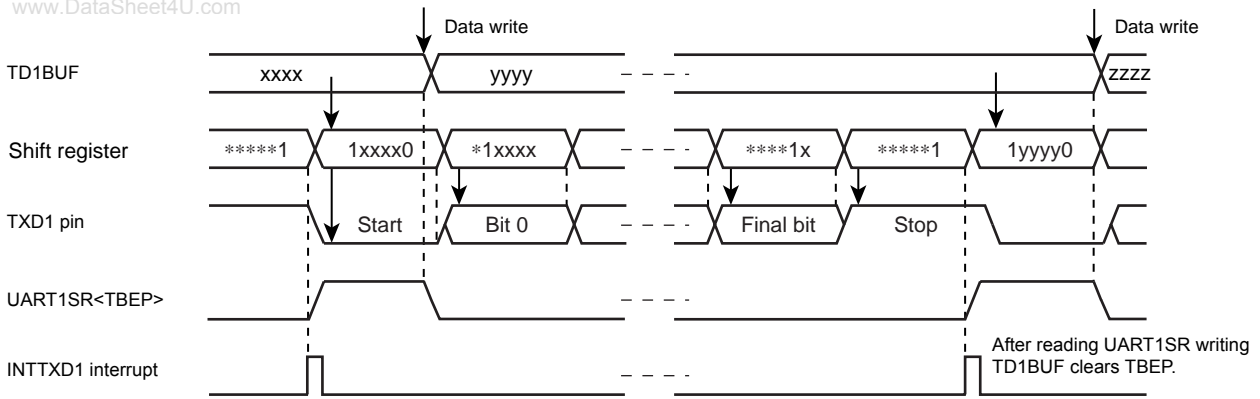 www.DataSheet4U.com
Data write
Data write
TD1BUF
xxxx
yyyy
zzzz
Shift register
*****1
1xxxx0
*1xxxx
****1x
*****1
1yyyy0
TXD1 pin
Start
Bit 0
Final bit
Stop
UART1SR<TBEP>
INTTXD1 interrupt
After reading UART1SR writing
TD1BUF clears TBEP.